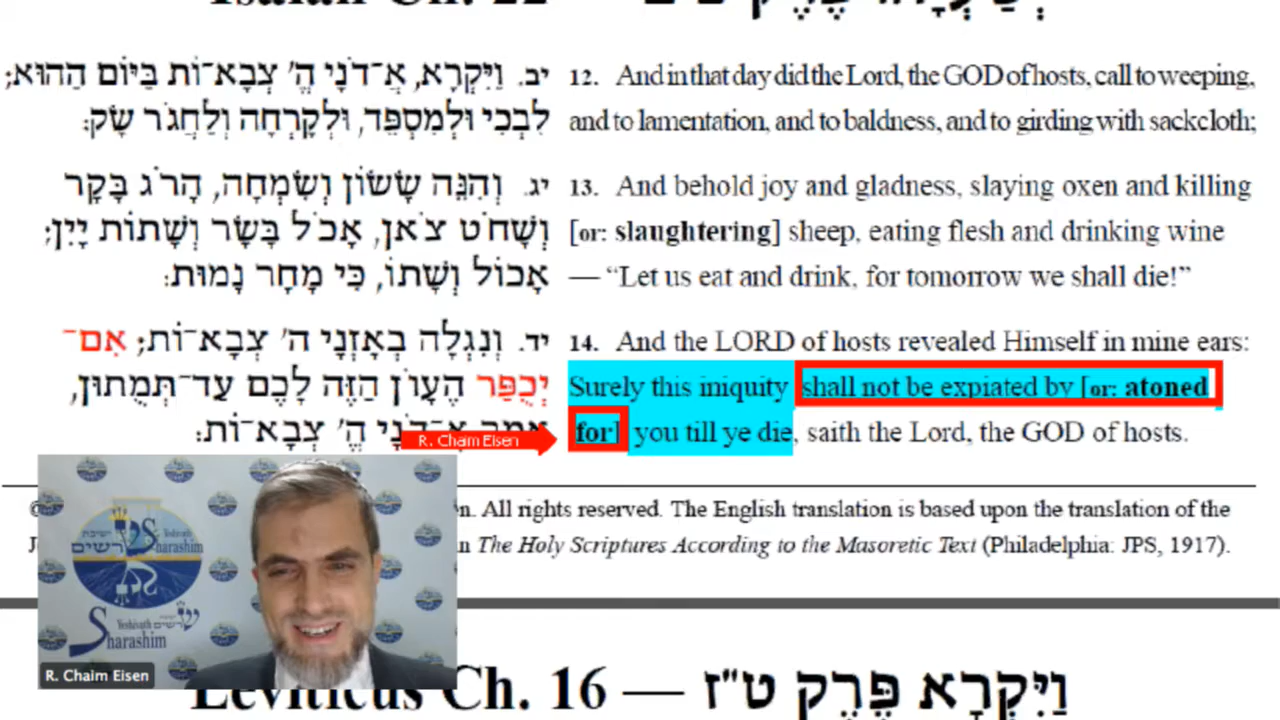 Isaiah Ch. 22 —
יב. וַיִּקְרָא, אֲ־דֹנָי הֱ' צְבָא־וֹת בַּיּוֹם הַהוּא;
לִבְכִי וּלְמִסְפֵּד, וּלְקָרְחָה וְלַחֲגֹר שָׂק:
12. And in that day did the Lord, the GOD of hosts, call to weeping,
and to lamentation, and to baldness, and to girding with sackcloth;
יג. וְהִנֵּה שָׂשׂוֹן וְשִׂמְחָה, הָרֹג בָּקָר
וְשָׁחֹט צֹאן, אָכֹל בָּשָׂר וְשָׁתוֹת יָיִן;
אָכוֹל וְשָׁתוֹ, כִּי מָחָר נָמוּת:
13. And behold joy and gladness, slaying oxen and killing
[or: slaughtering] sheep, eating flesh and drinking wine
— “Let us eat and drink, for tomorrow we shall die!”
יד. וְנִגְלָה בְאָזְנָי ה' צְבָא־וֹת; אִם־
יְכֻפַּר הֶעָוֹן הַזֶּה לָכֶם עַד־תְּמֻתוּן,
אֲ־דֹנָי הֱ' צְבָא־וֹת:
14. And the LORD of hosts revealed Himself in mine ears:
Surely this iniquity shall not be expiated by [or: atoned
for] you till ye die, saith the Lord, the GOD of hosts.
R. Chaim Eisen
n. All rights reserved. The English translation is based upon the translation of the
n The Holy Scriptures According to the Masoretic Text (Philadelphia: JPS, 1917).
ישיבת
שרשים
Yeshivath
Sharashim
Yeshivath שרשים
Sharashim
R. Chaim Eisen
Leviticus Ch. 16 — וַיִּקְרָא פֶּרֶק ט"ז